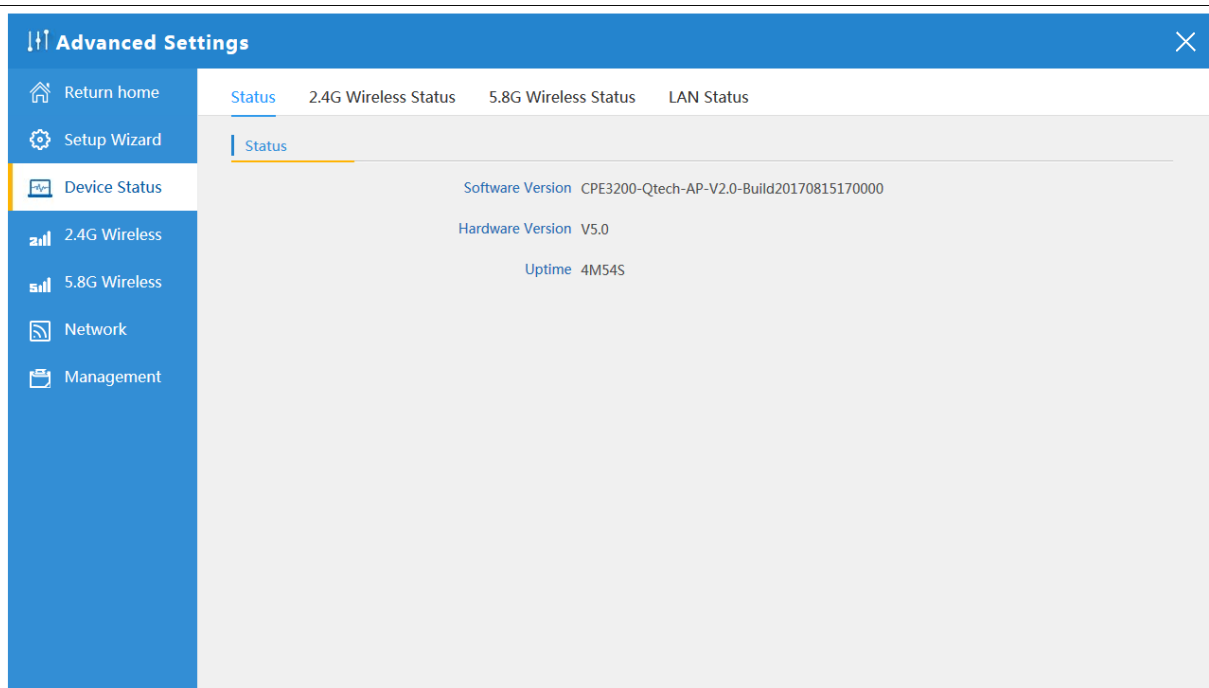 Advanced Settings
Return home
Setup Wizard
Device Status
2.4G Wireless
5.8G Wireless
Network
Management
Status 2.4G Wireless Status 5.8G Wireless Status LAN Status
Status
Software Version CPE3200-Qtech-AP-V2.0-Build20170815170000
Hardware Version V5.0
Uptime 4M54S